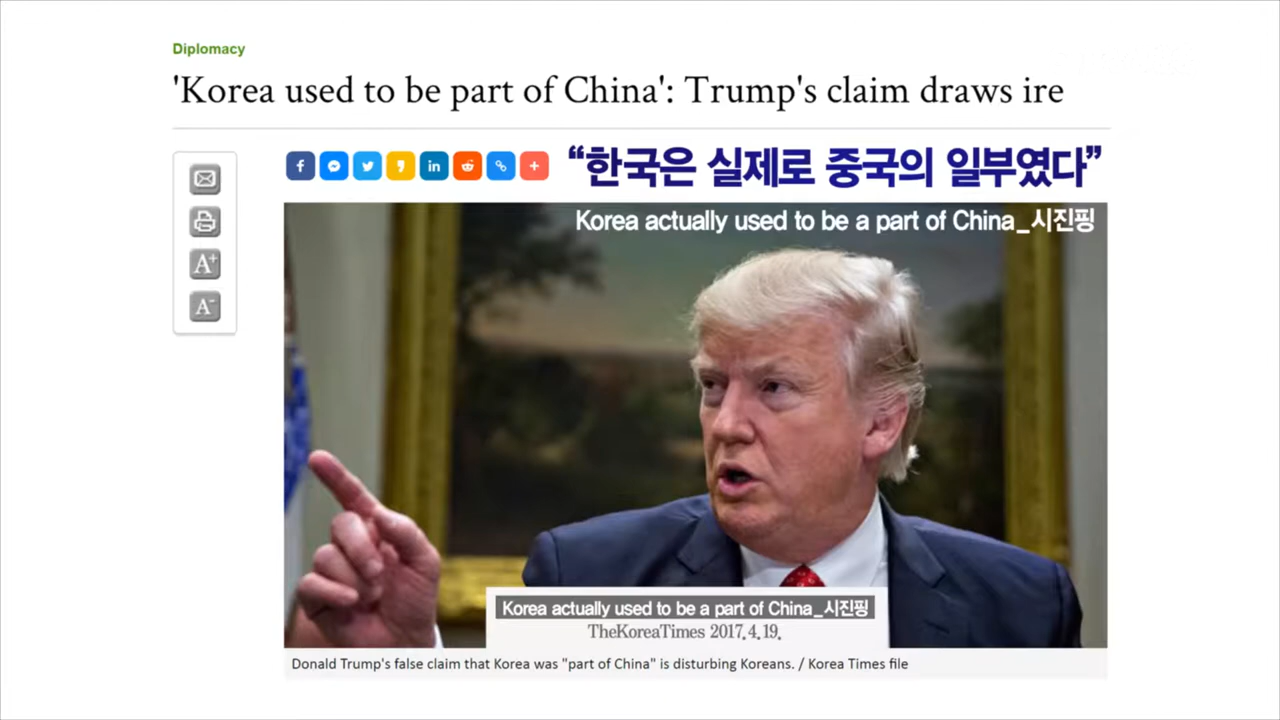 Diplomacy
'Korea used to be part of China': Trump's claim draws ire
“한국은 실제로 중국의 일부였다”
Korea actually used to be a part of China_시진핑
A+
A-
Korea actually used to be a part of China_시진핑
TheKoreaTimes 2017.4.19.
Donald Trump's false claim that Korea was "part of China" is disturbing Koreans. / Korea Times file